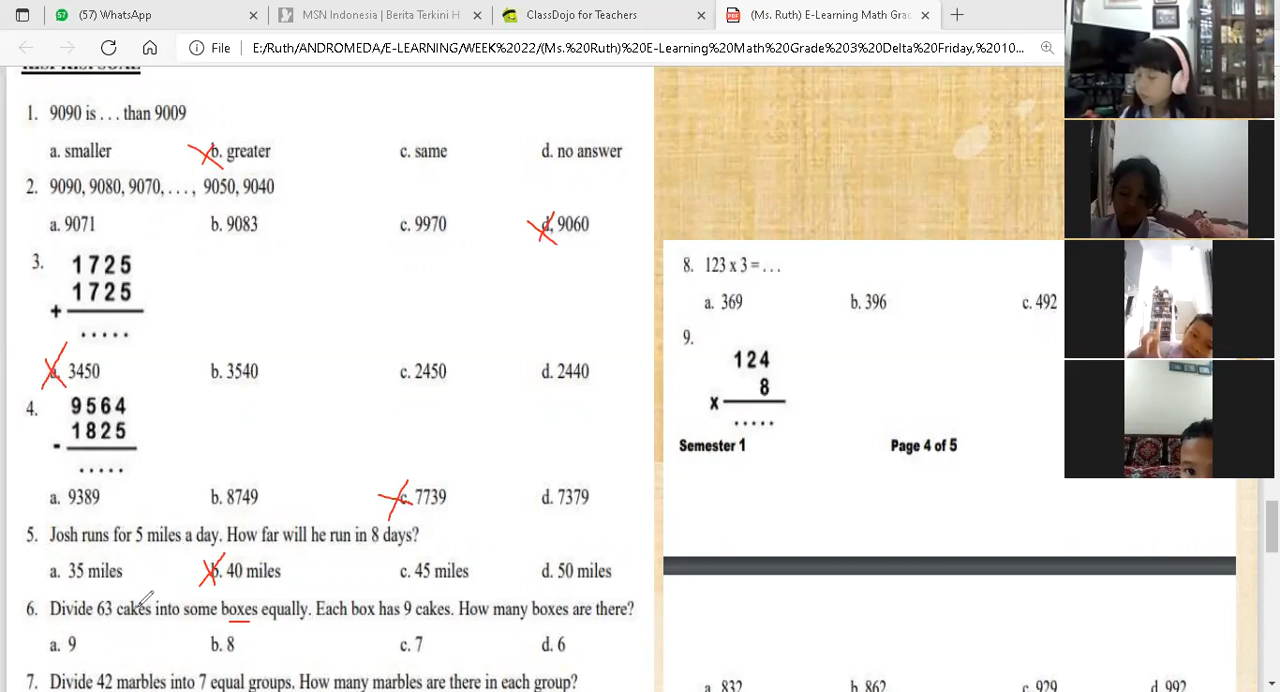 (57) WhatsApp
MSN Indonesia | Berita Terkini H
ClassDojo for Teachers
(Ms. Ruth) E-Learning Math Gra
File
E:/Ruth/ANDROMEDA/E-LEARNING/WEEK%2022/(Ms.%20Ruth)%20E-Learning%20Math%20Grade%203%20Delta%20Friday,%2010...
1. 9090 is . . . than 9009
a. smaller b. greater c. same d. no answer
2. 9090, 9080, 9070, . . . , 9050, 9040
a. 9071 b. 9083 c. 9970 d. 9060
3. 1725
1725
+
.....
a. 3450 b. 3540 c. 2450 d. 2440
4. 9564
1825
-
.....
a. 9389 b. 8749 c. 7739 d. 7379
5. Josh runs for 5 miles a day. How far will he run in 8 days?
a. 35 miles b. 40 miles c. 45 miles d. 50 miles
6. Divide 63 cakes into some boxes equally. Each box has 9 cakes. How many boxes are there?
a. 9 b. 8 c. 7 d. 6
7. Divide 42 marbles into 7 equal groups. How many marbles are there in each group?
8. 123 x 3 = . . .
a. 369 b. 396 c. 492
9.
124
8
x
.....
Semester 1 Page 4 of 5
a. 832 b. 862 c. 929 d. 992